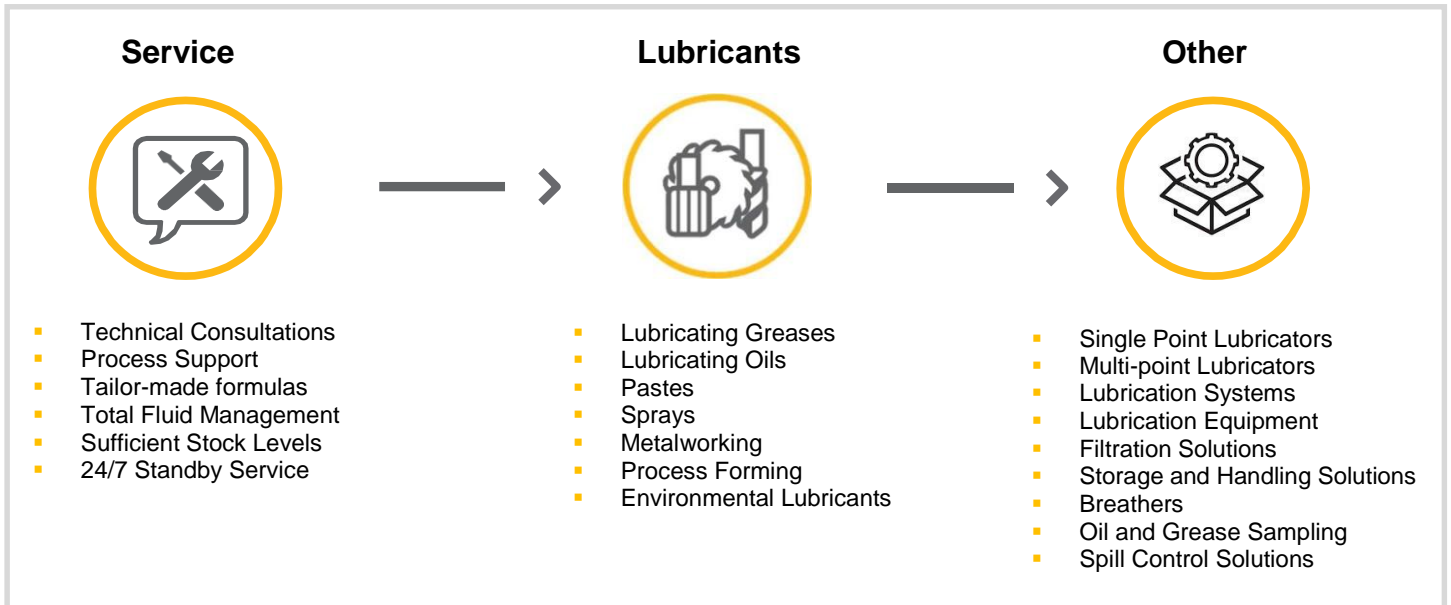 Service
Technical Consultations
Process Support
Tailor-made formulas
Total Fluid Management
Sufficient Stock Levels
24/7 Standby Service
Lubricants
Lubricating Greases
Lubricating Oils
Pastes
Sprays
Metalworking
Process Forming
Environmental Lubricants
Other
Single Point Lubricators
Multi-point Lubricators
Lubrication Systems
Lubrication Equipment
Filtration Solutions
Storage and Handling Solutions
Breathers
Oil and Grease Sampling
Spill Control Solutions